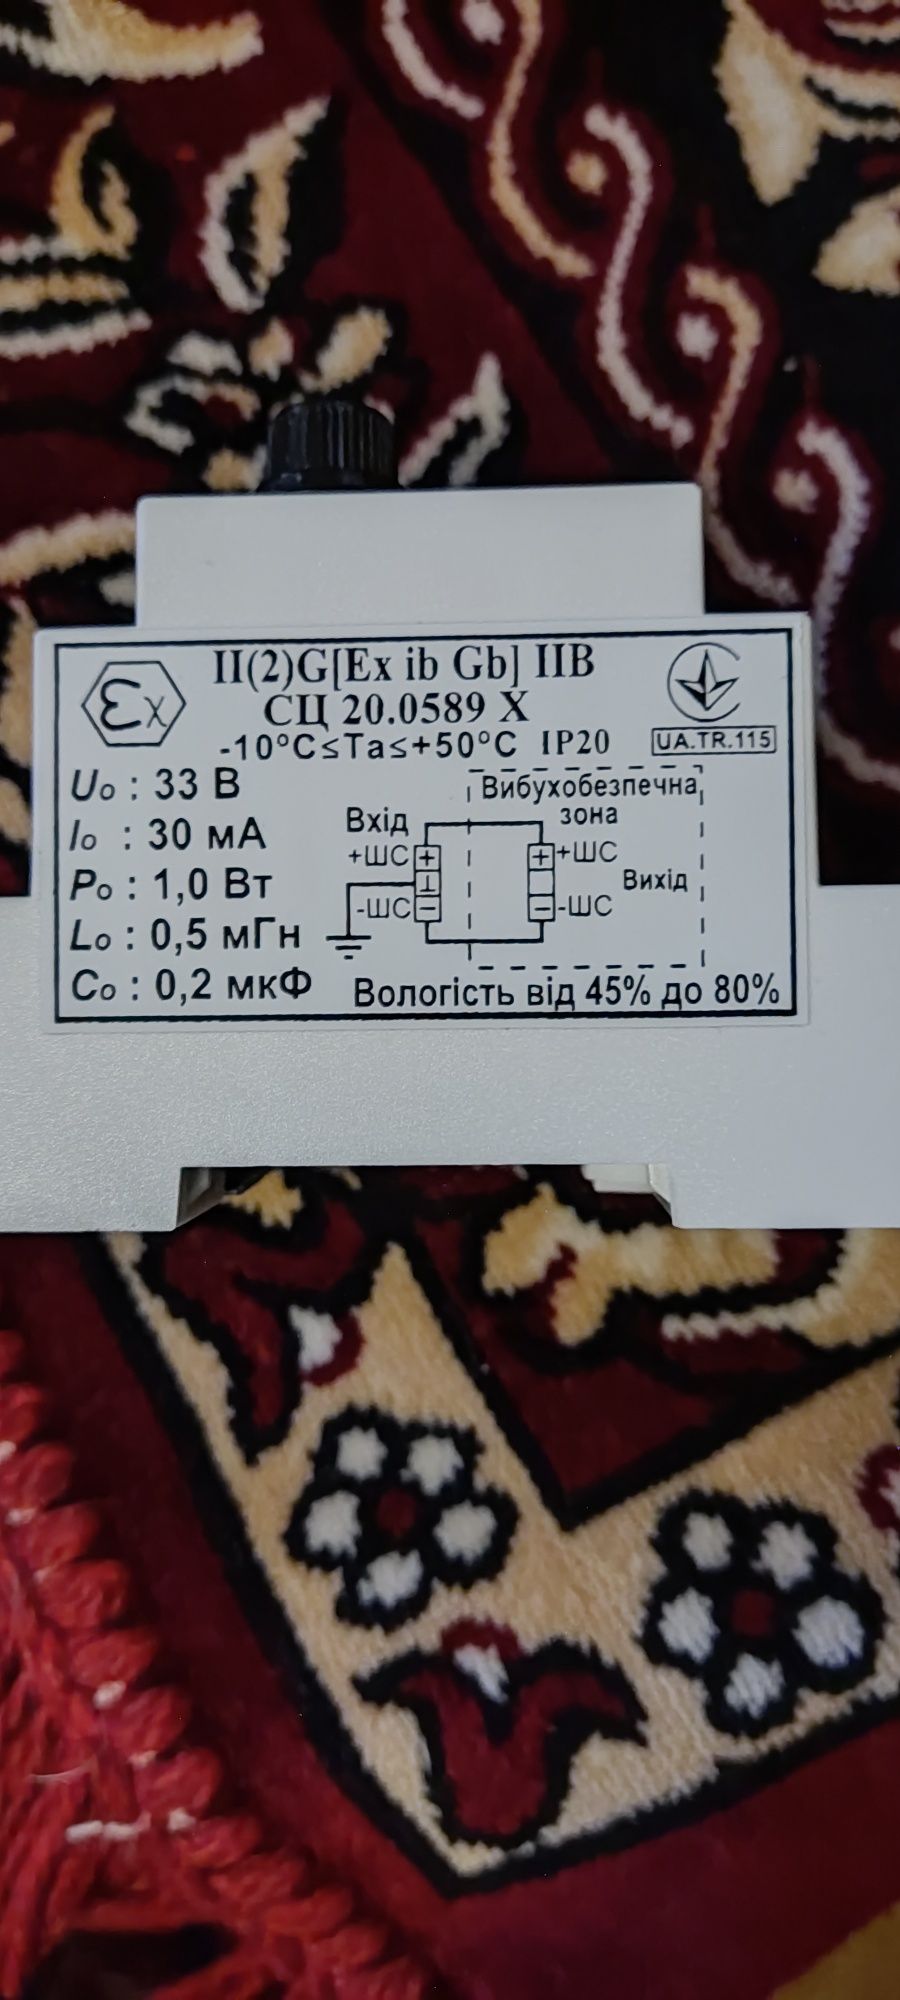 Ex
II(2)G[Ex ib Gb] IIB
СЦ 20.0589 X
-10°C≤Ta≤+50°C IP20
UA.TR.115
Uo : 33 В
Io : 30 мА
Po : 1,0 Вт
Lo : 0,5 мГн
Co : 0,2 мкФ
Вхід
+ШС +
⊥
-ШС −
Вибухобезпечна
зона
+ +ШС
Вихід
− -ШС
Вологість від 45% до 80%